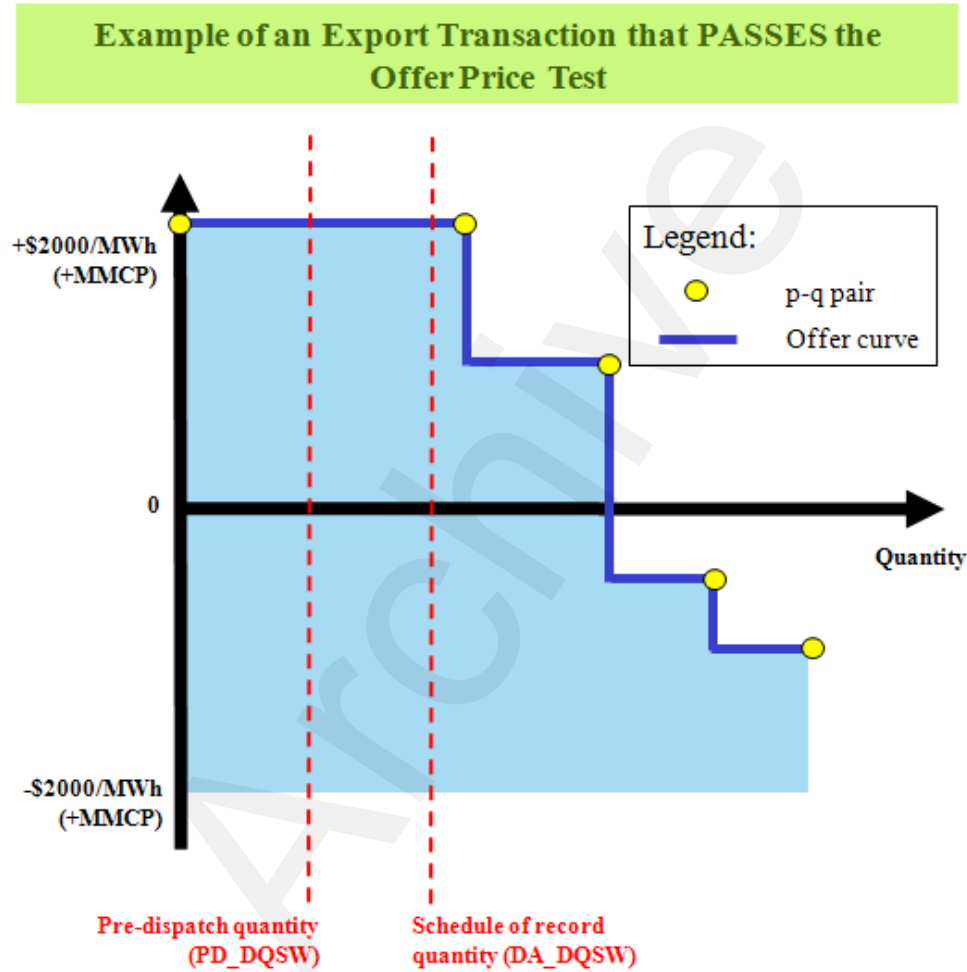 Example of an Export Transaction that PASSES the
Offer Price Test
+$2000/MWh
(+MMCP)
Legend:
p-q pair
Offer curve
0
Quantity
-$2000/MWh
(+MMCP)
Pre-dispatch quantity
(PD_DQSW)
Schedule of record
quantity (DA_DQSW)
Archive